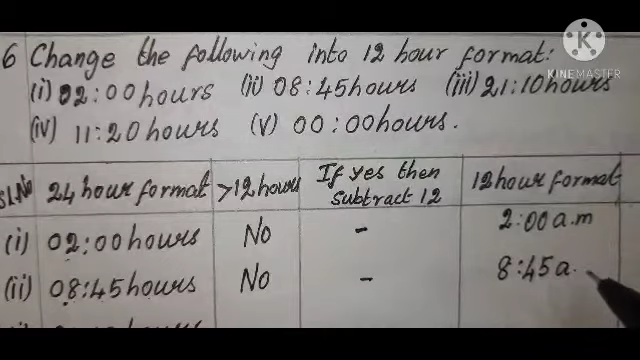 6 Change the following into 12 hour format:
(i) 02:00 hours (ii) 08:45 hours (iii) 21:10 hours
(iv) 11:20 hours (v) 00:00 hours.
KINEMASTER
Sl.No 24 hour format >12 hours If yes then subtract 12 12 hour format
(i) 02:00 hours No - 2:00 a.m
(ii) 08:45 hours No - 8:45 a.